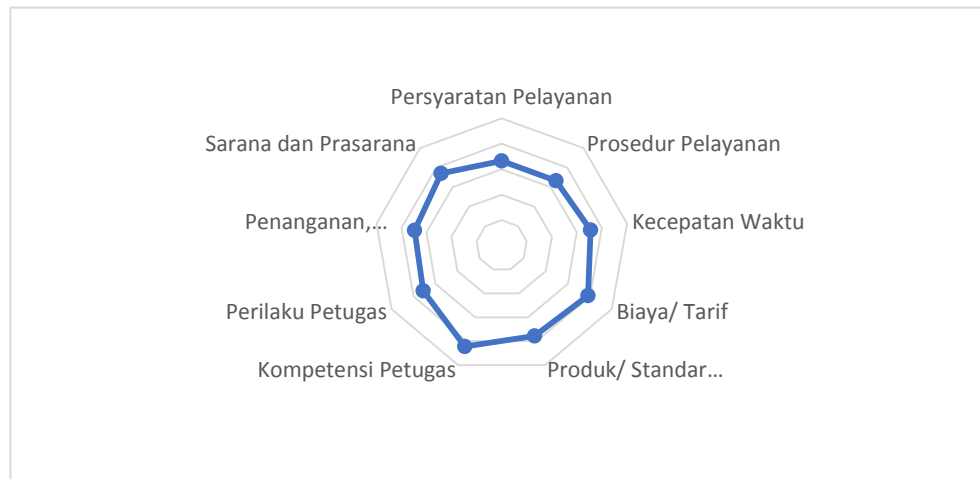 Persyaratan Pelayanan
Prosedur Pelayanan
Kecepatan Waktu
Biaya/ Tarif
Produk/ Standar...
Kompetensi Petugas
Perilaku Petugas
Penanganan,...
Sarana dan Prasarana